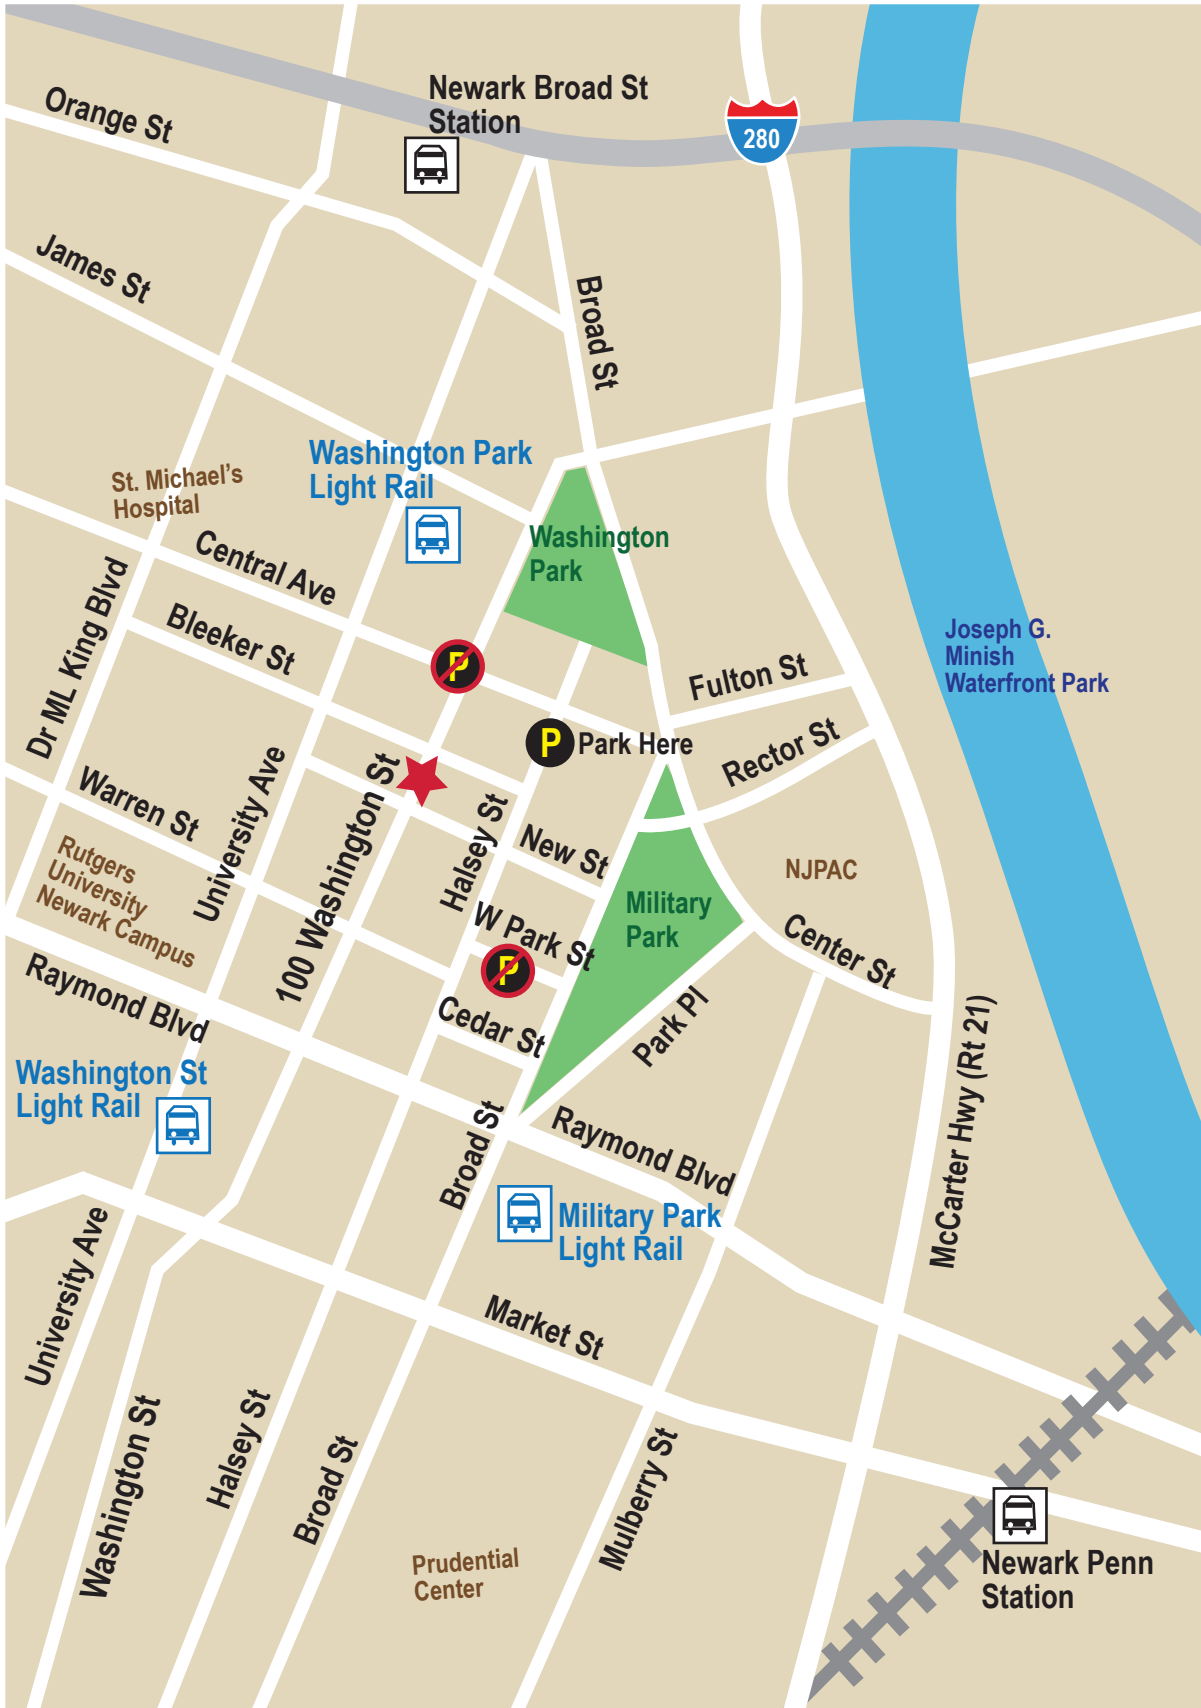 Newark Broad St
Station
Orange St
280
James St
Broad St
Washington Park
Light Rail
St. Michael's
Hospital
Washington
Park
Central Ave
Bleeker St
Dr ML King Blvd
Joseph G.
Minish
Waterfront Park
Fulton St
P
P
Park Here
Rector St
Warren St
University Ave
100 Washington St
Halsey St
New St
Rutgers
University
Newark Campus
NJPAC
Military
Park
W Park St
Center St
P
Raymond Blvd
Cedar St
Park Pl
McCarter Hwy (Rt 21)
Washington St
Light Rail
Broad St
Raymond Blvd
Military Park
Light Rail
University Ave
Market St
Washington St
Halsey St
Broad St
Mulberry St
Prudential
Center
Newark Penn
Station